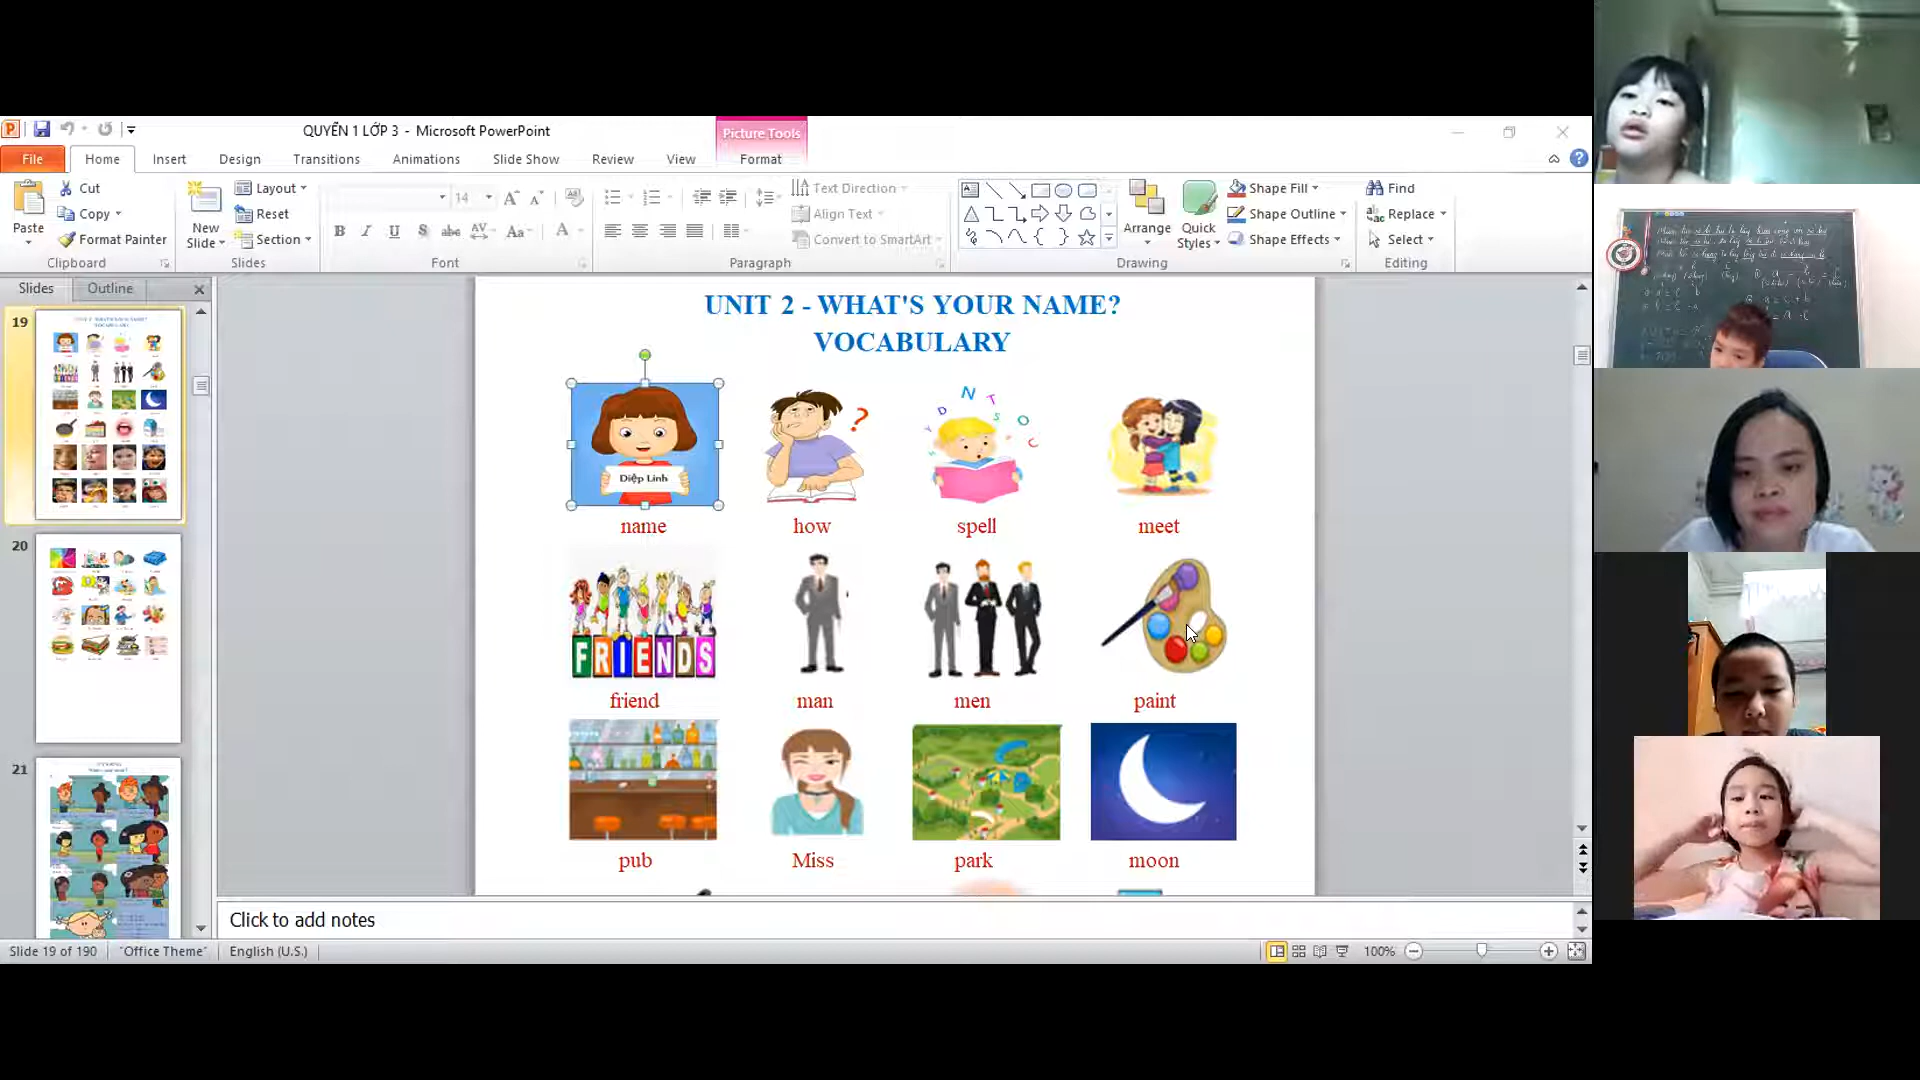 QUYỂN 1 LỚP 3 - Microsoft PowerPoint
Picture Tools
File Home Insert Design Transitions Animations Slide Show Review View Format
Cut
Copy
Format Painter
Paste
Clipboard
New Slide
Layout
Reset
Section
Slides
14
Font
Text Direction
Align Text
Convert to SmartArt
Paragraph
Arrange
Quick Styles
Shape Fill
Shape Outline
Shape Effects
Drawing
Find
Replace
Select
Editing
Slides Outline
19
20
21
UNIT 2 - WHAT'S YOUR NAME?
VOCABULARY
Diệp Linh
name how spell meet
FRIENDS
friend man men paint
pub Miss park moon
Click to add notes
Slide 19 of 190 "Office Theme" English (U.S.) 100%